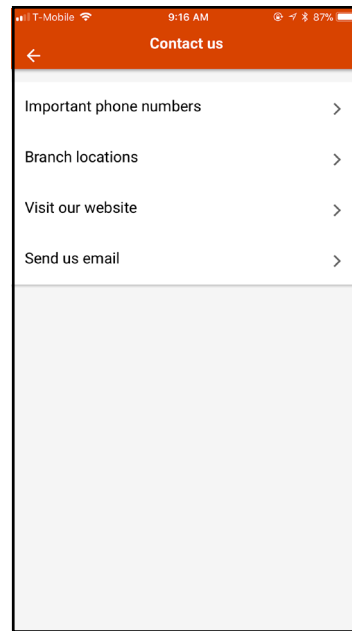 T-Mobile 9:16 AM 87%
Contact us
Important phone numbers
Branch locations
Visit our website
Send us email